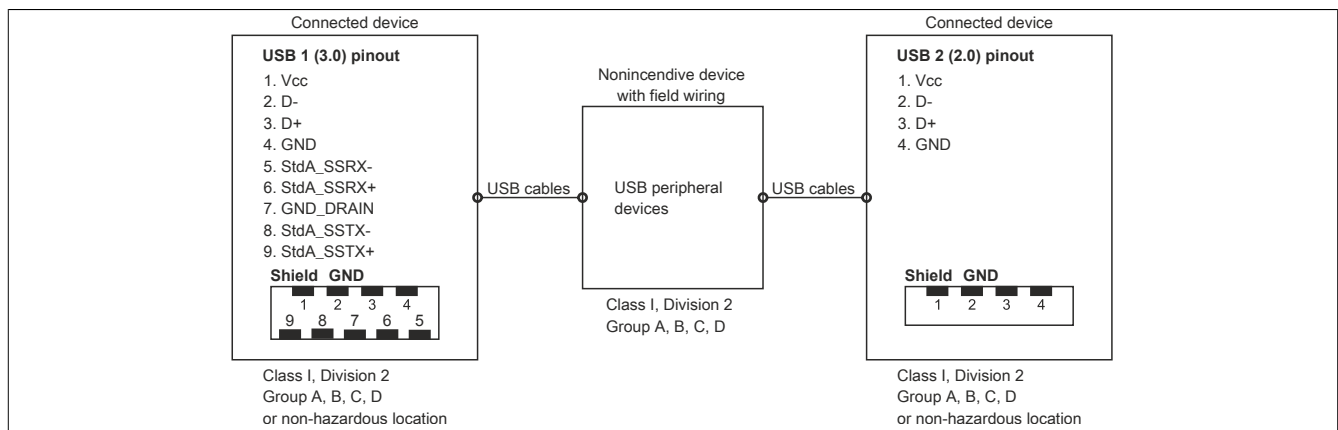 Connected device
USB 1 (3.0) pinout
1. Vcc
2. D-
3. D+
4. GND
5. StdA_SSRX-
6. StdA_SSRX+
7. GND_DRAIN
8. StdA_SSTX-
9. StdA_SSTX+
Shield GND
1 2 3 4
9 8 7 6 5
Class I, Division 2
Group A, B, C, D
or non-hazardous location
USB cables
Nonincendive device
with field wiring
USB peripheral
devices
Class I, Division 2
Group A, B, C, D
USB cables
Connected device
USB 2 (2.0) pinout
1. Vcc
2. D-
3. D+
4. GND
Shield GND
1 2 3 4
Class I, Division 2
Group A, B, C, D
or non-hazardous location